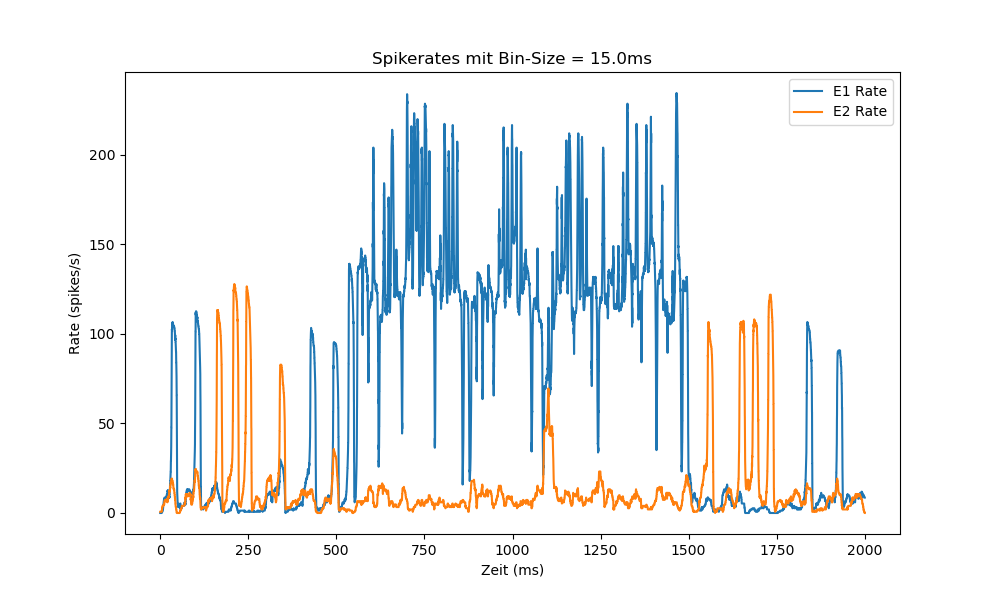 Spikerates mit Bin-Size = 15.0ms
E1 Rate
E2 Rate
Rate (spikes/s)
200
150
100
50
0
0 250 500 750 1000 1250 1500 1750 2000
Zeit (ms)